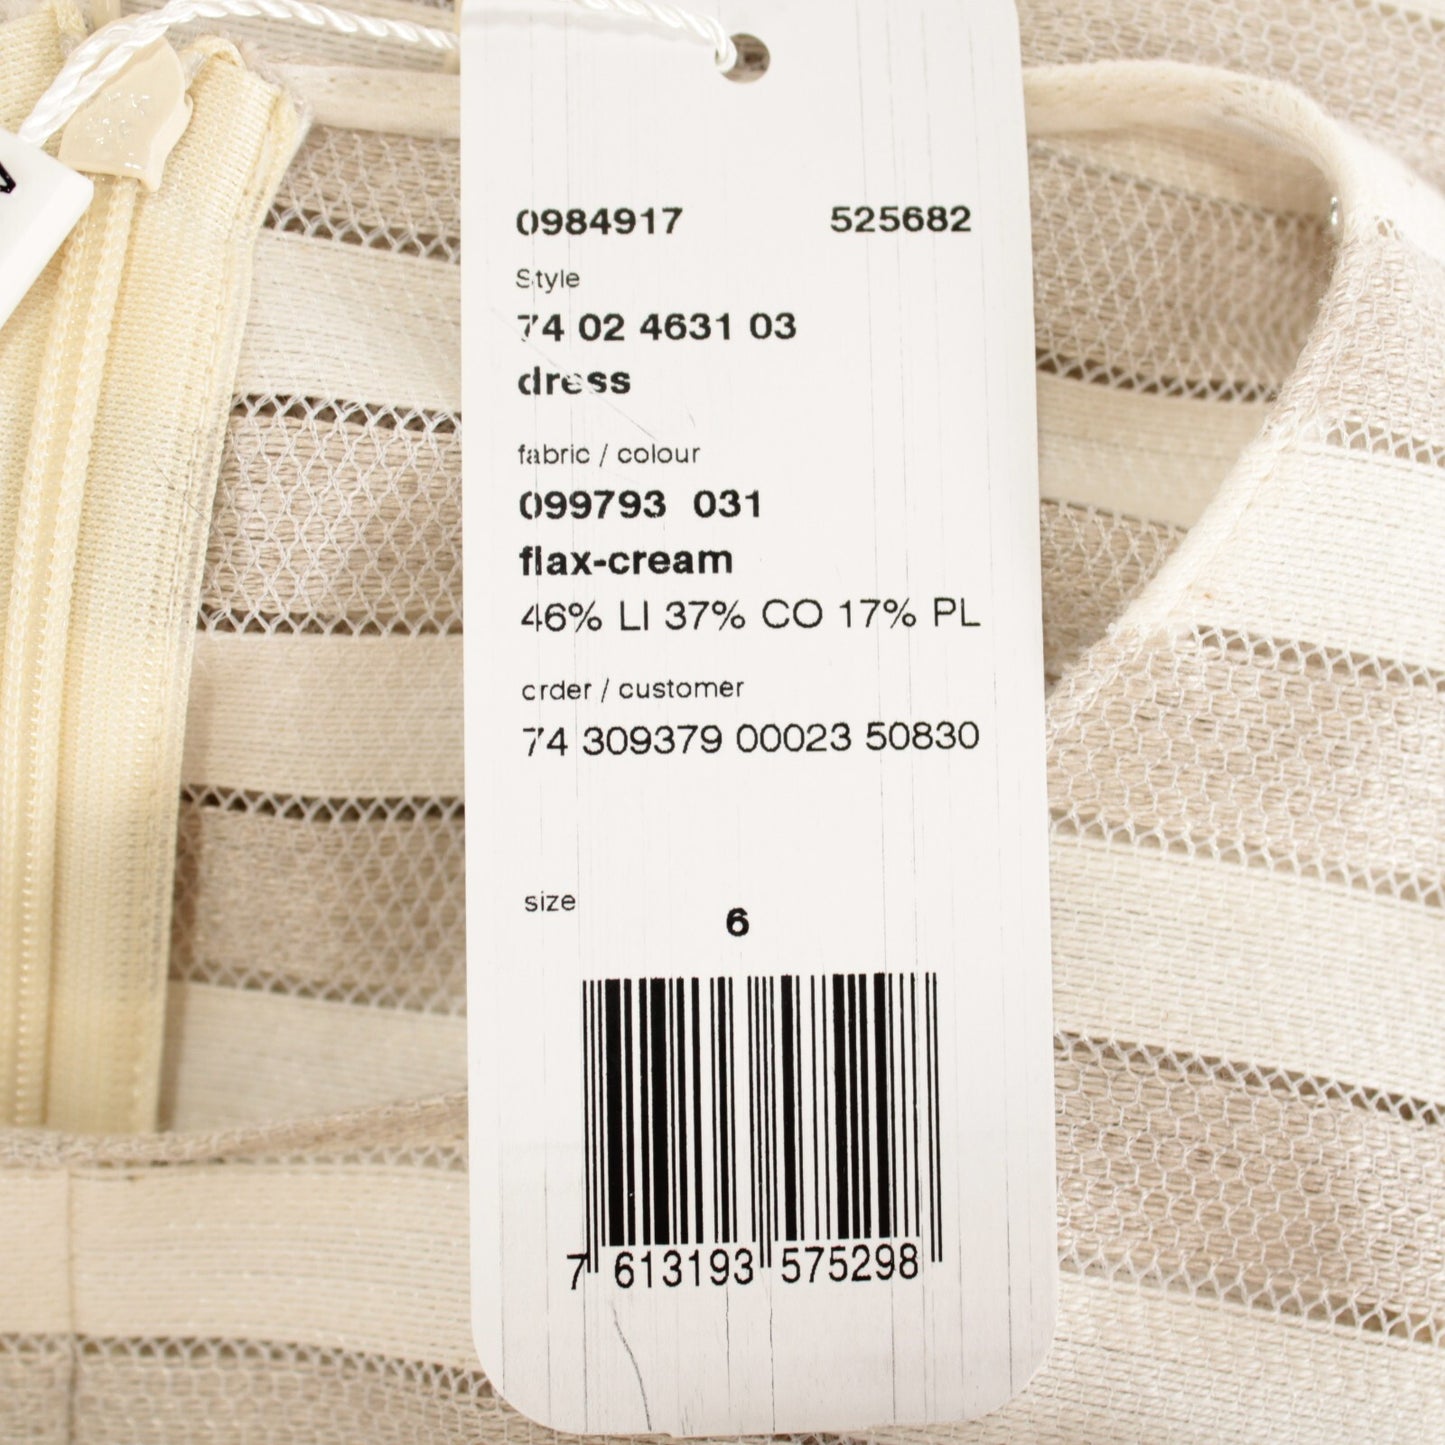 0984917 525682
Style
74 02 4631 03
dress
fabric / colour
099793 031
flax-cream
46% LI 37% CO 17% PL
order / customer
74 309379 00023 50830
size
6
7 613193 575298